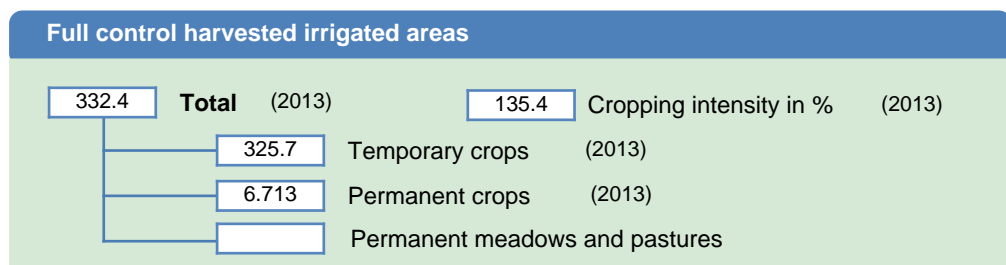 Full control harvested irrigated areas
332.4 Total (2013) 135.4 Cropping intensity in % (2013)
325.7 Temporary crops (2013)
6.713 Permanent crops (2013)
Permanent meadows and pastures